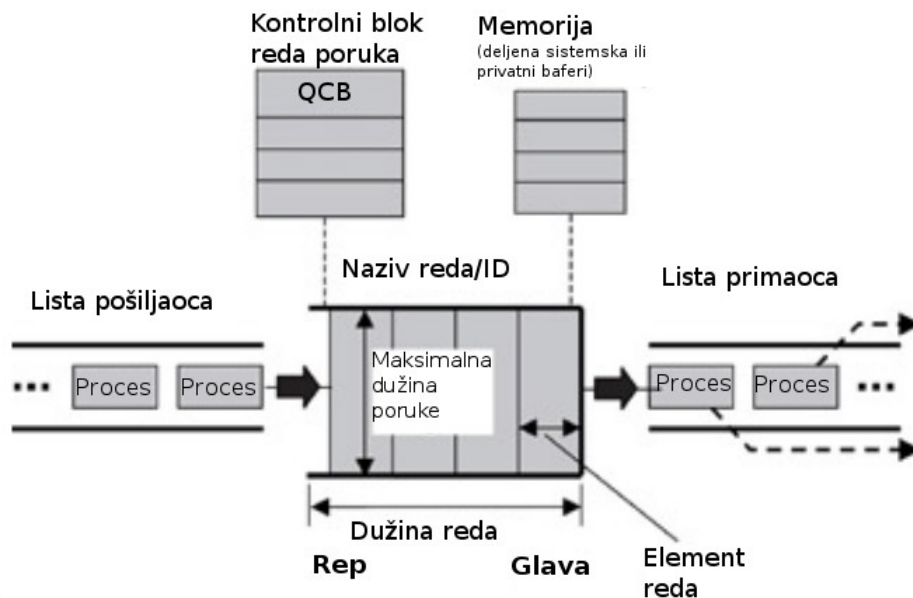 Kontrolni blok
reda poruka
QCB
Memorija
(deljena sistemska ili
privatni baferi)
Naziv reda/ID
Lista pošiljaoca
Lista primaoca
... Proces Proces
Maksimalna
dužina
poruke
Proces Proces ...
Dužina reda
Rep
Glava
Element
reda